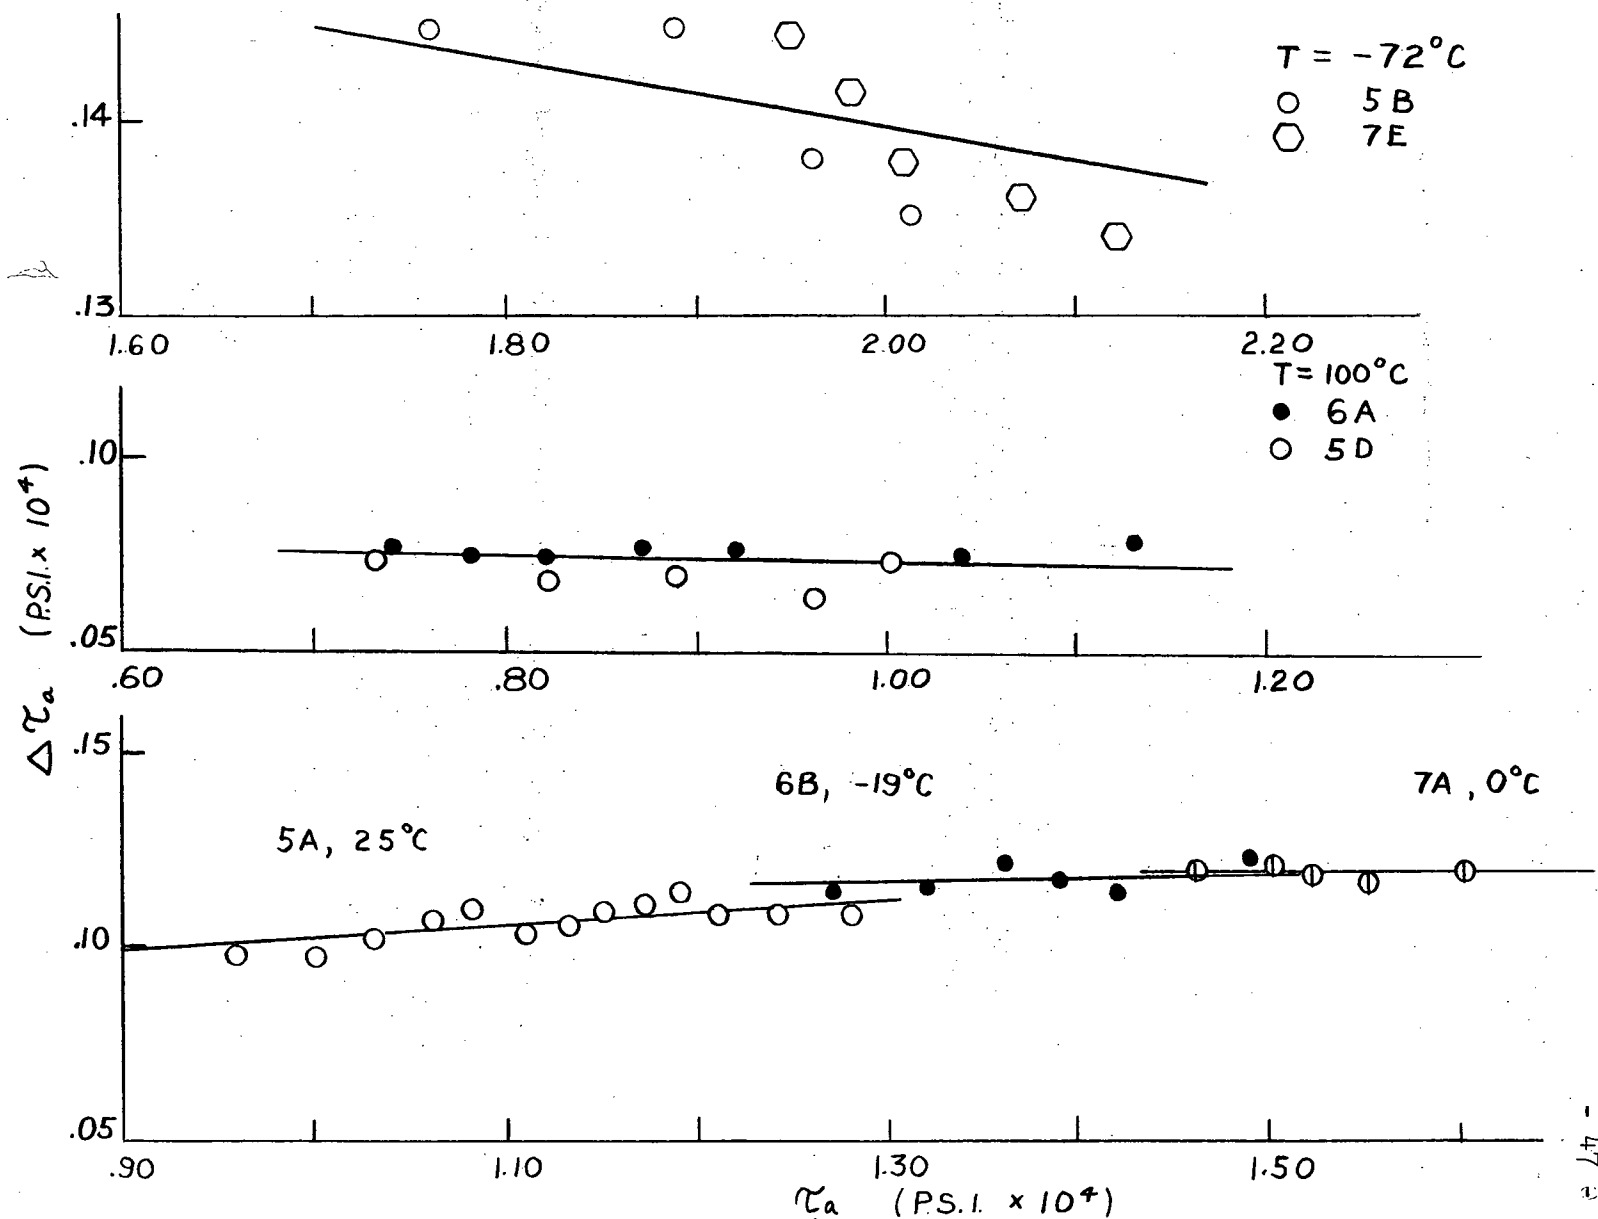 T = -72°C
5B
7E
.14
.13
1.60 1.80 2.00 2.20
T = 100°C
6A
5D
.10
.05
.60 .80 1.00 1.20
Δτa (P.S.I. x 10⁴)
.15
6B, -19°C
7A, 0°C
5A, 25°C
.10
.05
.90 1.10 1.30 1.50
τa (P.S.I. x 10⁴)
- 47